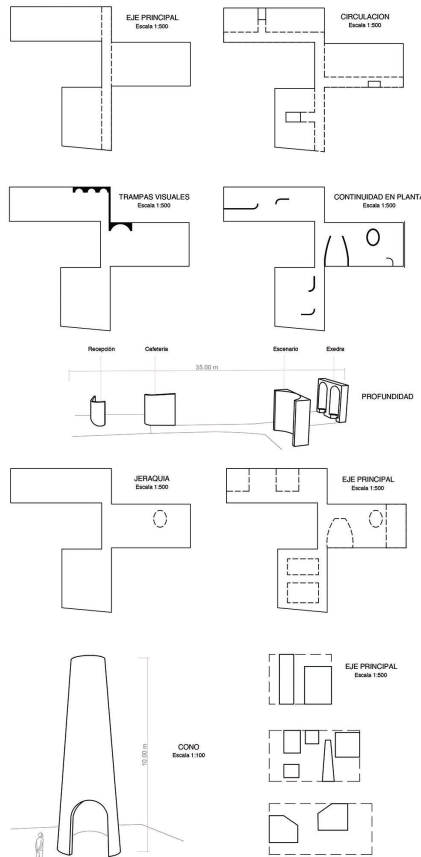 EJE PRINCIPAL
Escala 1:500
CIRCULACION
Escala 1:500
TRAMPAS VISUALES
Escala 1:500
CONTINUIDAD EN PLANTA
Escala 1:500
Recepción
Cafeteria
Escenario
Exedra
35.00 m
PROFUNDIDAD
JERAQUIA
Escala 1:500
EJE PRINCIPAL
Escala 1:500
EJE PRINCIPAL
Escala 1:500
10.00 m
CONO
Escala 1:100